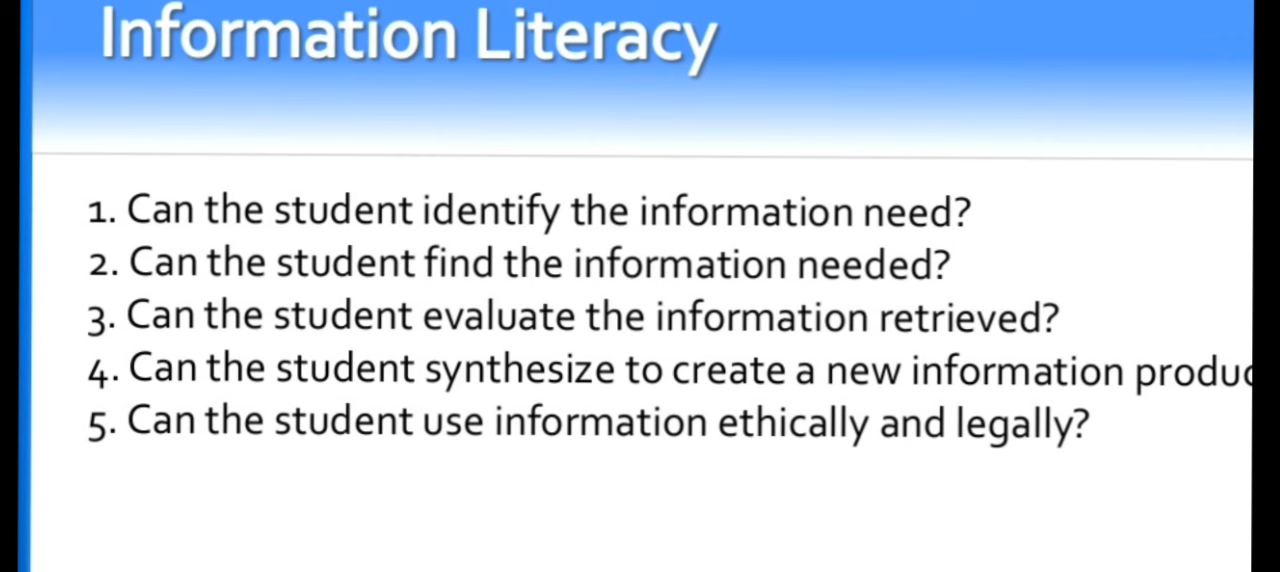 Information Literacy
1. Can the student identify the information need?
2. Can the student find the information needed?
3. Can the student evaluate the information retrieved?
4. Can the student synthesize to create a new information
5. Can the student use information ethically and legally?